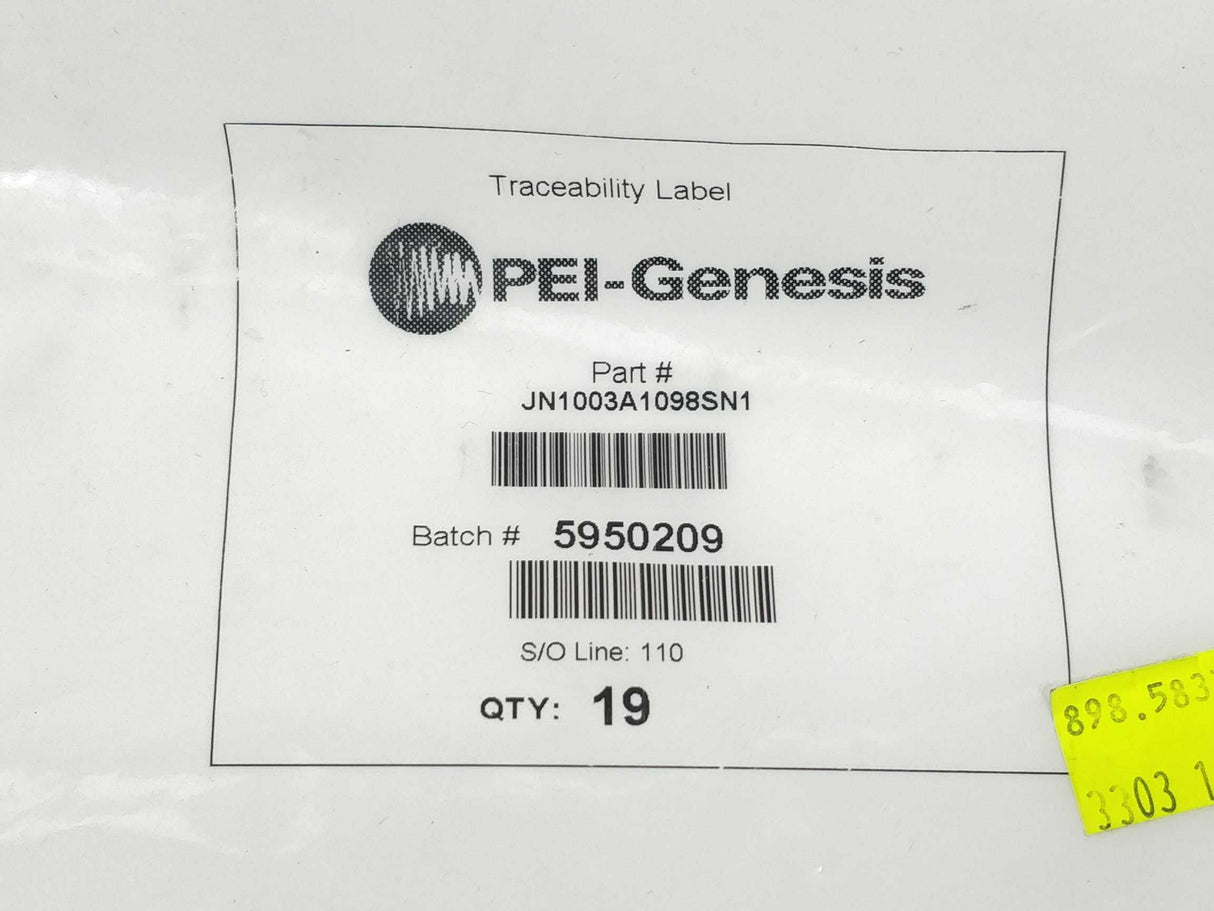 Traceability Label
PEI-Genesis
Part #
JN1003A1098SN1
Batch # 5950209
S/O Line: 110
QTY: 19
898.583
3303 1